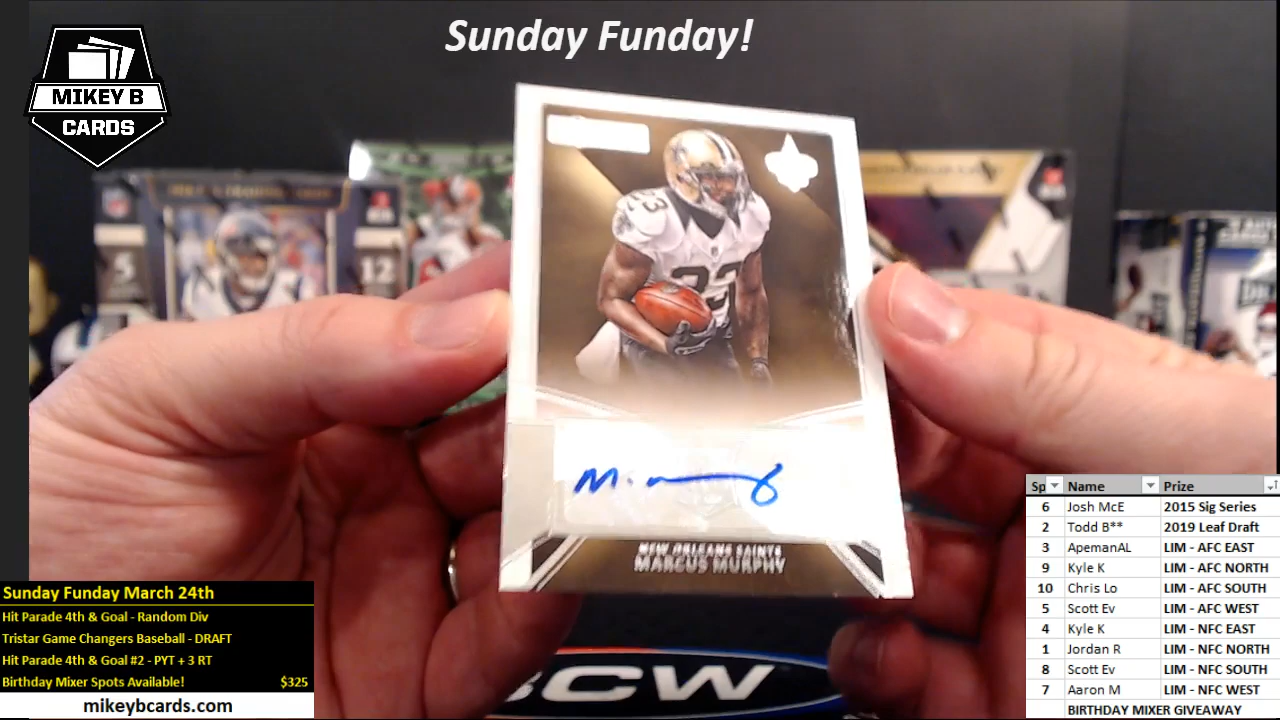 Sunday Funday!
MIKEY B
CARDS
5
12
23
23
NEW ORLEANS SAINTS
MARCUS MURPHY
BCW
Sunday Funday March 24th
Hit Parade 4th & Goal - Random Div
Tristar Game Changers Baseball - DRAFT
Hit Parade 4th & Goal #2 - PYT + 3 RT
Birthday Mixer Spots Available! $325
mikeybcards.com
Sp Name Prize
6 Josh McE 2015 Sig Series
2 Todd B** 2019 Leaf Draft
3 ApemanAL LIM - AFC EAST
9 Kyle K LIM - AFC NORTH
10 Chris Lo LIM - AFC SOUTH
5 Scott Ev LIM - AFC WEST
4 Kyle K LIM - NFC EAST
1 Jordan R LIM - NFC NORTH
8 Scott Ev LIM - NFC SOUTH
7 Aaron M LIM - NFC WEST
BIRTHDAY MIXER GIVEAWAY